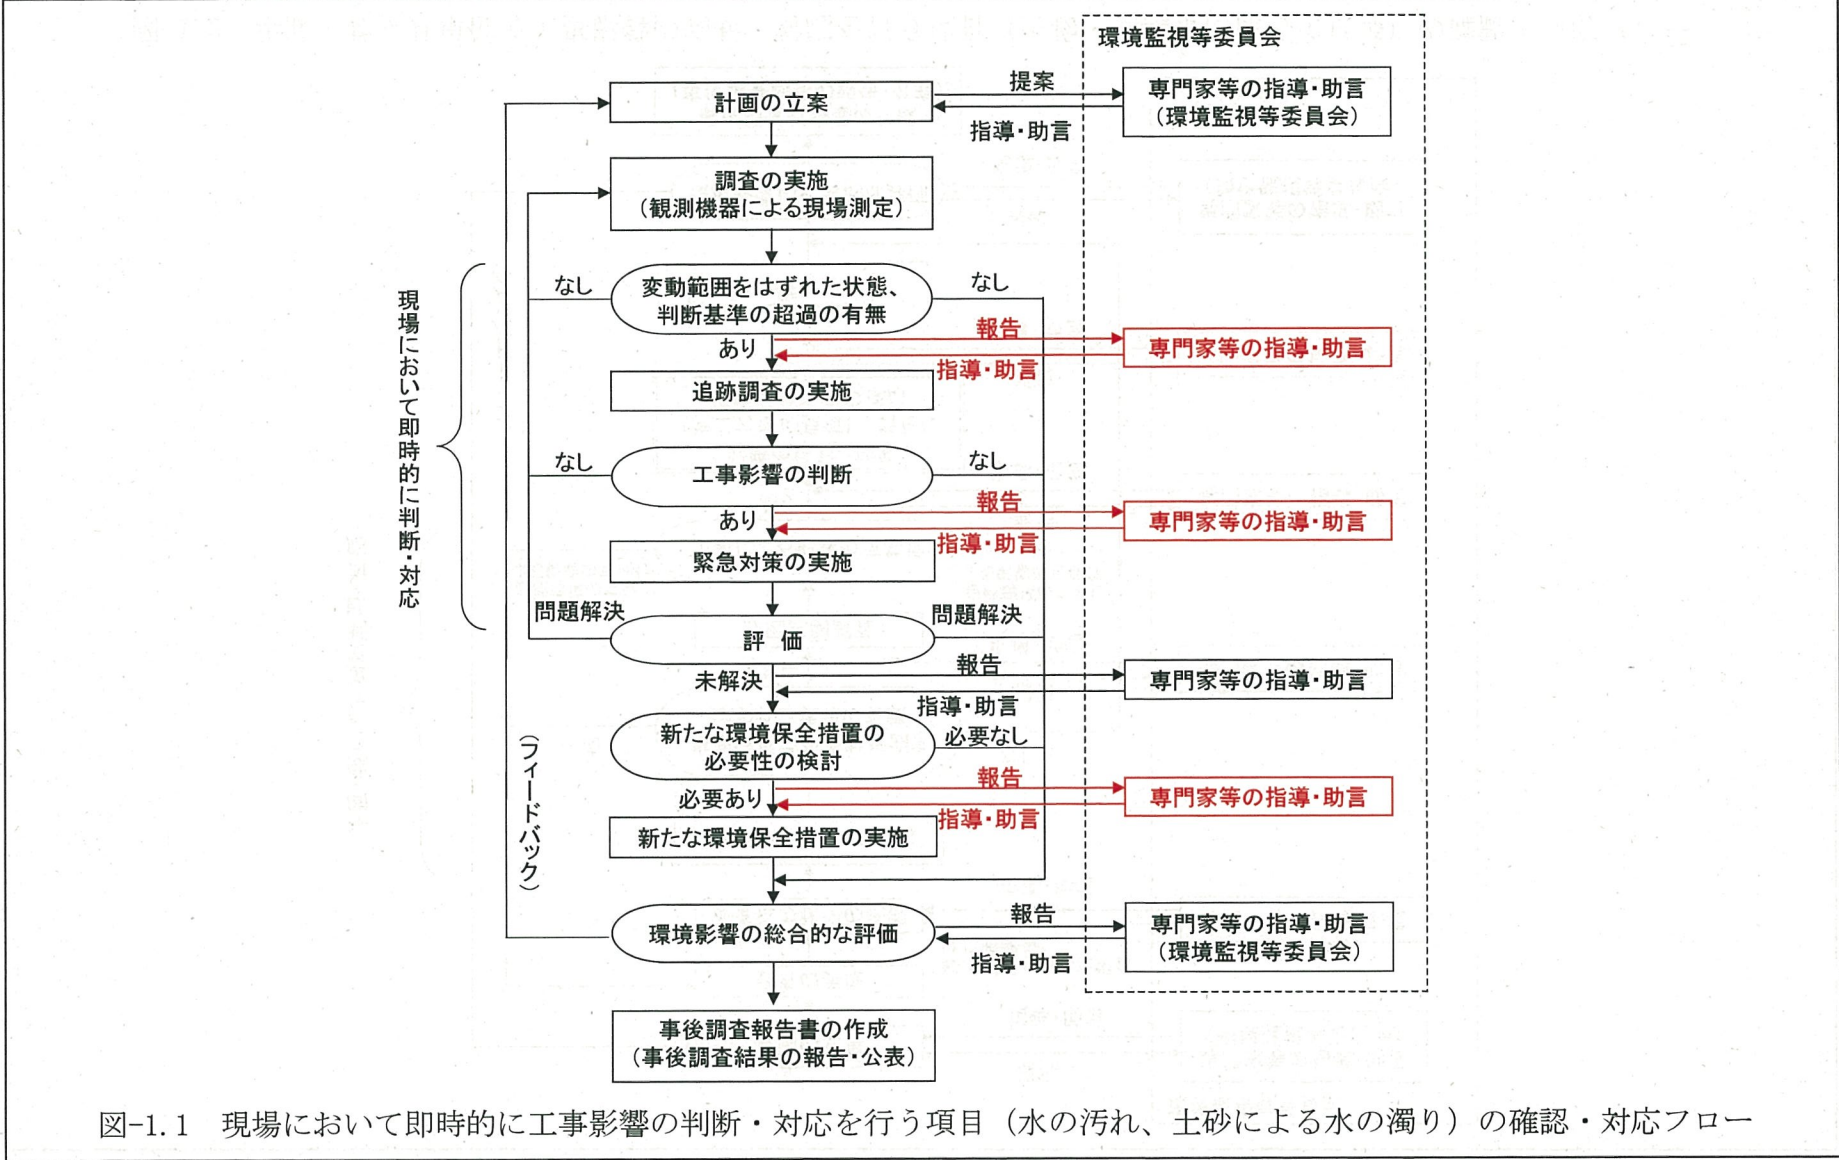 環境監視等委員会
計画の立案
提案
指導・助言
専門家等の指導・助言
（環境監視等委員会）
調査の実施
（観測機器による現場測定）
現場において即時的に判断・対応
なし
変動範囲をはずれた状態、
判断基準の超過の有無
なし
あり
報告
指導・助言
専門家等の指導・助言
追跡調査の実施
なし
工事影響の判断
なし
あり
報告
指導・助言
専門家等の指導・助言
緊急対策の実施
問題解決
評 価
問題解決
未解決
報告
指導・助言
専門家等の指導・助言
新たな環境保全措置の
必要性の検討
必要なし
（フィードバック）
必要あり
報告
指導・助言
専門家等の指導・助言
新たな環境保全措置の実施
環境影響の総合的な評価
報告
指導・助言
専門家等の指導・助言
（環境監視等委員会）
事後調査報告書の作成
（事後調査結果の報告・公表）
図-1.1 現場において即時的に工事影響の判断・対応を行う項目（水の汚れ、土砂による水の濁り）の確認・対応フロー